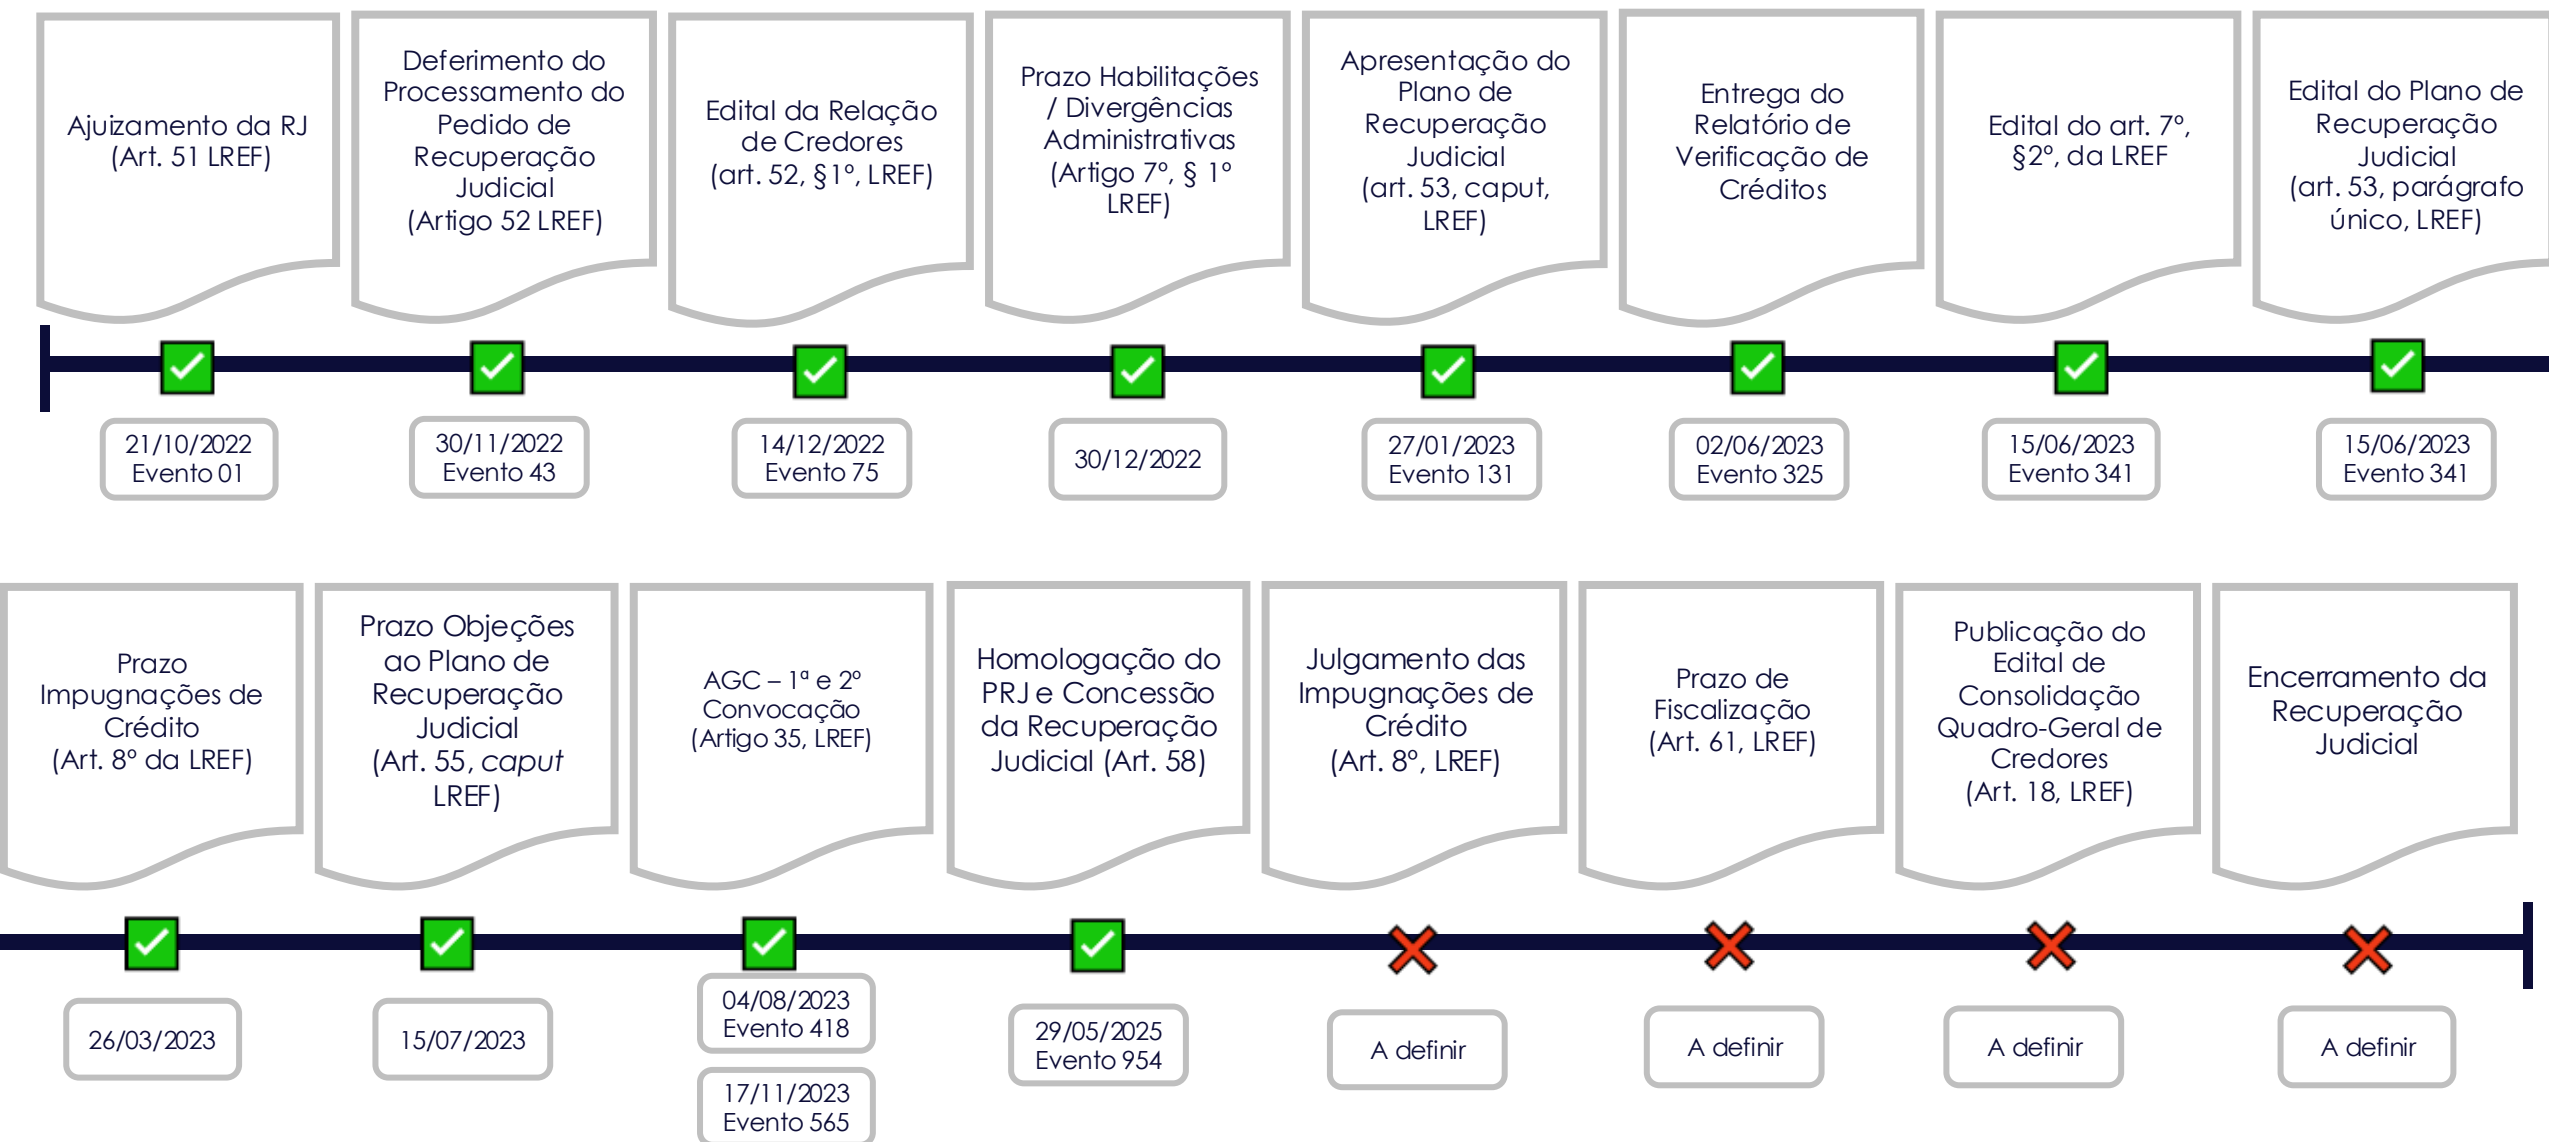 Ajuizamento da RJ
(Art. 51 LREF)
Deferimento do
Processamento do
Pedido de
Recuperação
Judicial
(Artigo 52 LREF)
Edital da Relação
de Credores
(art. 52, §1º, LREF)
Prazo Habilitações
/ Divergências
Administrativas
(Artigo 7º, § 1º
LREF)
Apresentação do
Plano de
Recuperação
Judicial
(art. 53, caput,
LREF)
Entrega do
Relatório de
Verificação de
Créditos
Edital do art. 7º,
§2º, da LREF
Edital do Plano de
Recuperação
Judicial
(art. 53, parágrafo
único, LREF)
21/10/2022
Evento 01
30/11/2022
Evento 43
14/12/2022
Evento 75
30/12/2022
27/01/2023
Evento 131
02/06/2023
Evento 325
15/06/2023
Evento 341
15/06/2023
Evento 341
Prazo
Impugnações de
Crédito
(Art. 8º da LREF)
Prazo Objeções
ao Plano de
Recuperação
Judicial
(Art. 55, caput
LREF)
AGC – 1ª e 2º
Convocação
(Artigo 35, LREF)
Homologação do
PRJ e Concessão
da Recuperação
Judicial (Art. 58)
Julgamento das
Impugnações de
Crédito
(Art. 8º, LREF)
Prazo de
Fiscalização
(Art. 61, LREF)
Publicação do
Edital de
Consolidação
Quadro-Geral de
Credores
(Art. 18, LREF)
Encerramento da
Recuperação
Judicial
26/03/2023
15/07/2023
04/08/2023
Evento 418
17/11/2023
Evento 565
29/05/2025
Evento 954
A definir
A definir
A definir
A definir